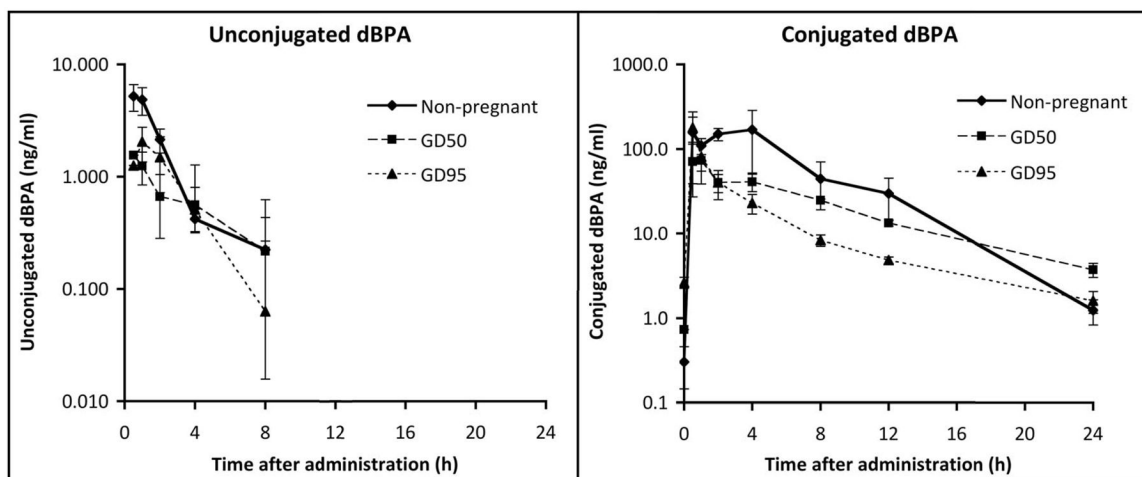 Unconjugated dBPA
Unconjugated dBPA (ng/ml)
10.000
1.000
0.100
0.010
0 4 8 12 16 20 24
Time after administration (h)
Non-pregnant
GD50
GD95
Conjugated dBPA
Conjugated dBPA (ng/ml)
1000.0
100.0
10.0
1.0
0.1
0 4 8 12 16 20 24
Time after administration (h)
Non-pregnant
GD50
GD95